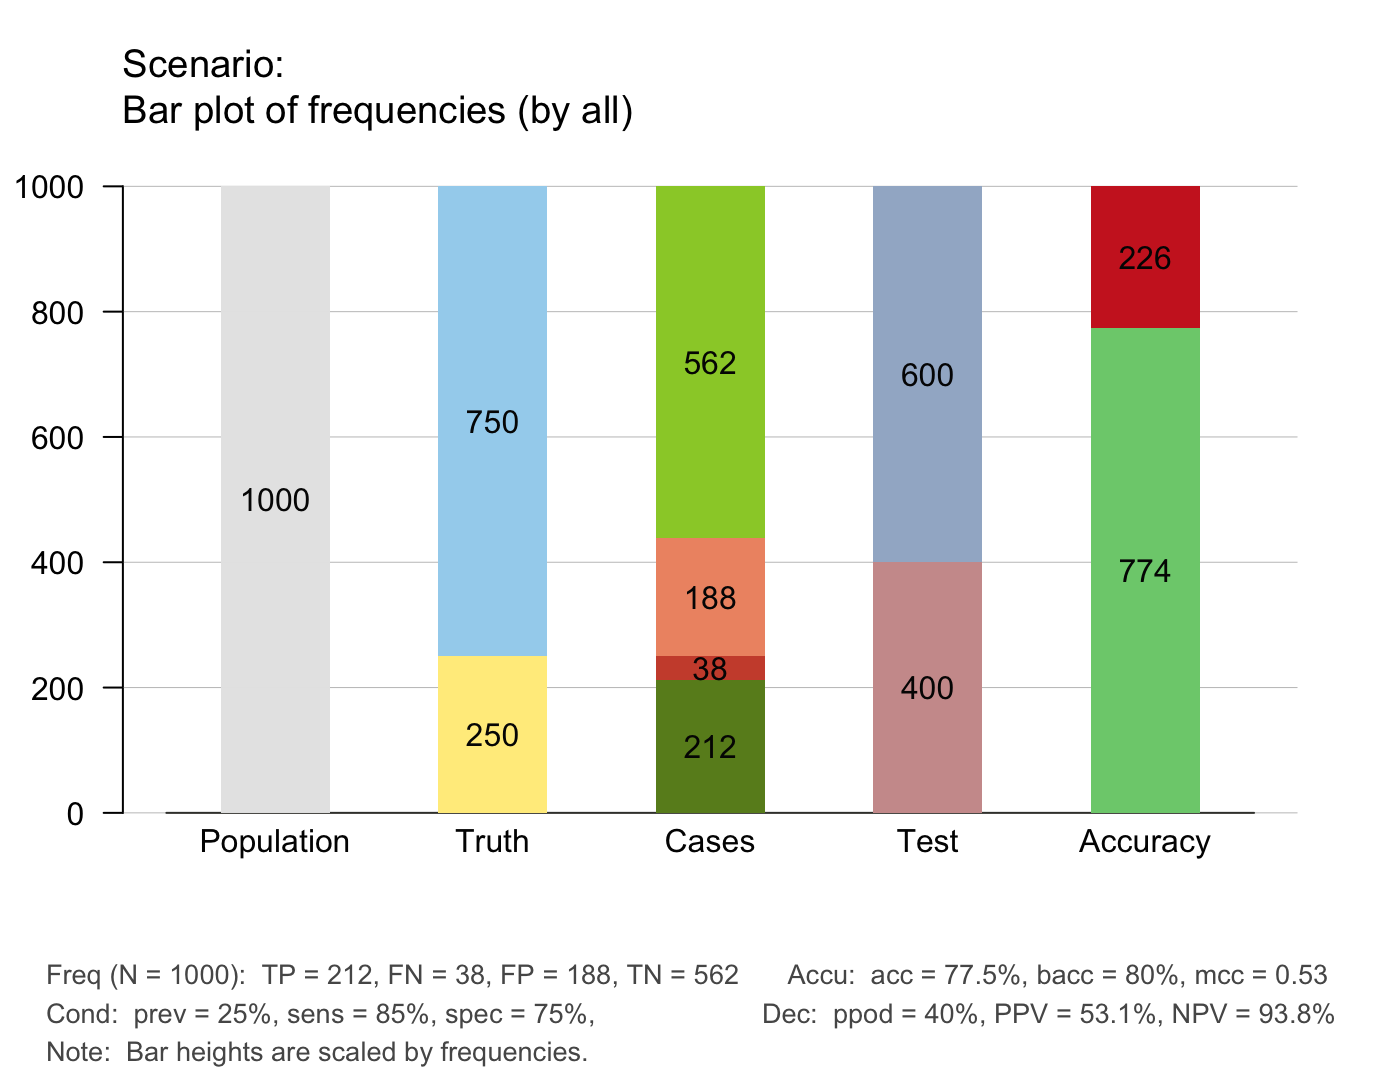 Scenario:
Bar plot of frequencies (by all)
1000
800
600
400
200
0
1000
750
250
562
188
38
212
600
400
226
774
Population
Truth
Cases
Test
Accuracy
Freq (N = 1000):  TP = 212, FN = 38, FP = 188, TN = 562
Accu:  acc = 77.5%, bacc = 80%, mcc = 0.53
Cond:  prev = 25%, sens = 85%, spec = 75%,
Dec:  ppod = 40%, PPV = 53.1%, NPV = 93.8%
Note:  Bar heights are scaled by frequencies.